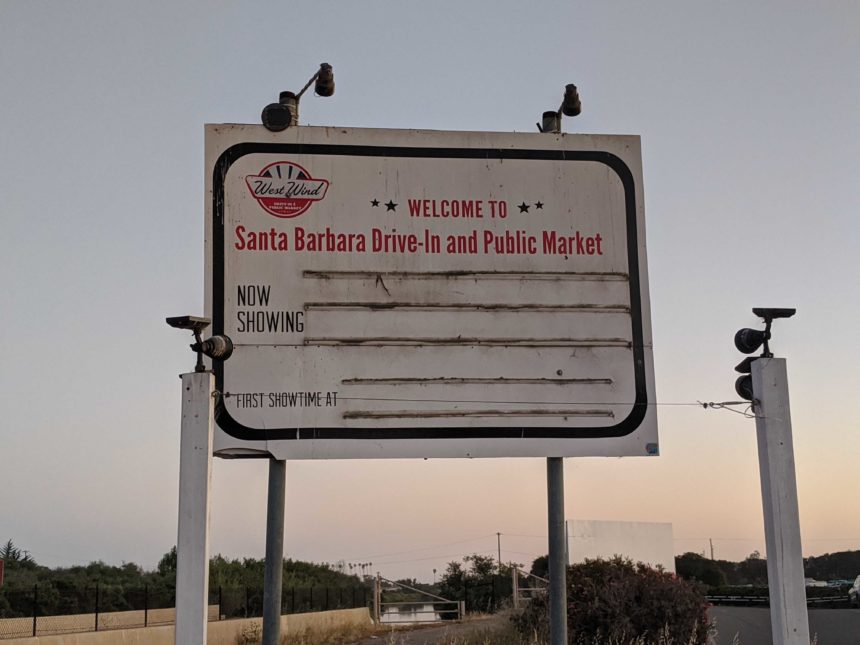 West Wind
DRIVE-IN &
PUBLIC MARKET
WELCOME TO
Santa Barbara Drive-In and Public Market
NOW
SHOWING
FIRST SHOWTIME AT